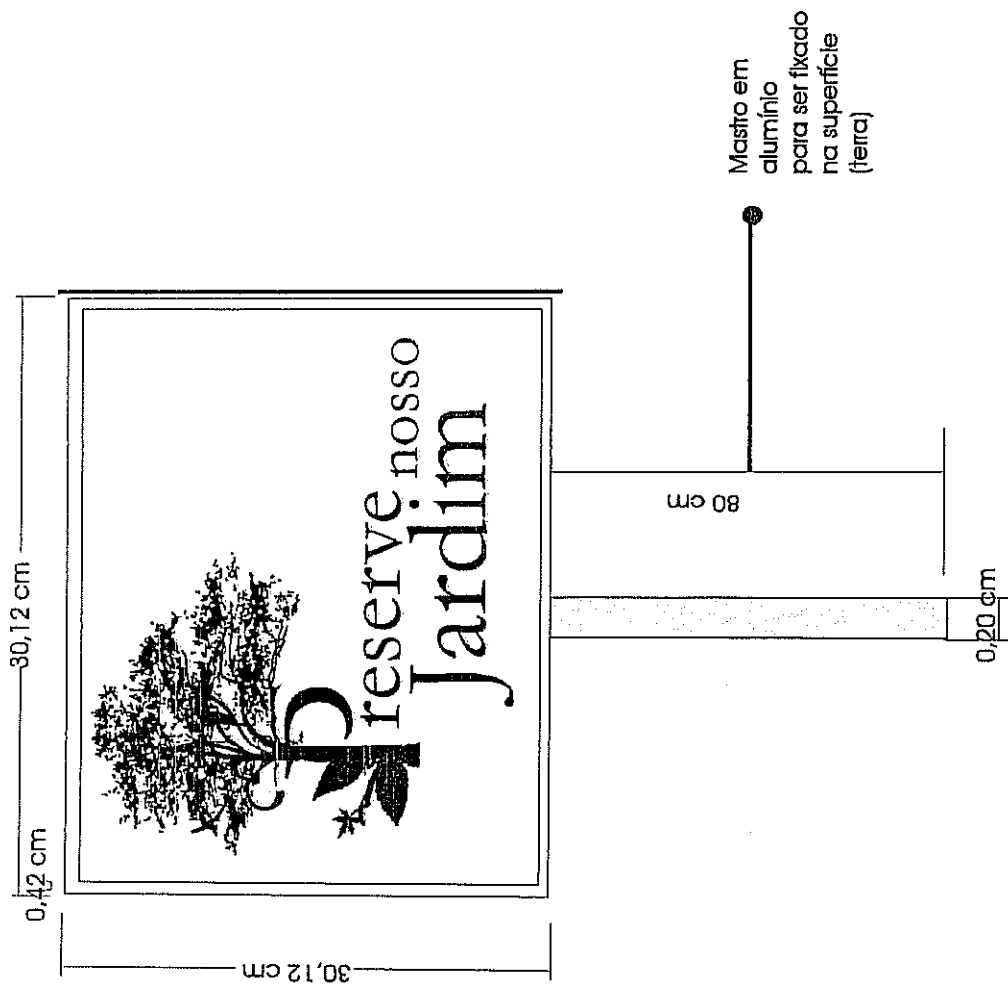 30,12 cm
0,42 cm
30,12 cm
Preserve nosso
Jardim
80 cm
0,20 cm
Mastro em
alumínio
para ser fixado
na superfície
(terra)